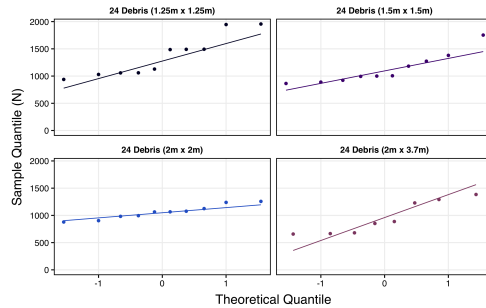 24 Debris (1.25m x 1.25m)
24 Debris (1.5m x 1.5m)
2000
1500
1000
500
0
24 Debris (2m x 2m)
24 Debris (2m x 3.7m)
2000
1500
1000
500
0
Sample Quantile (N)
-1 0 1 -1 0 1
Theoretical Quantile